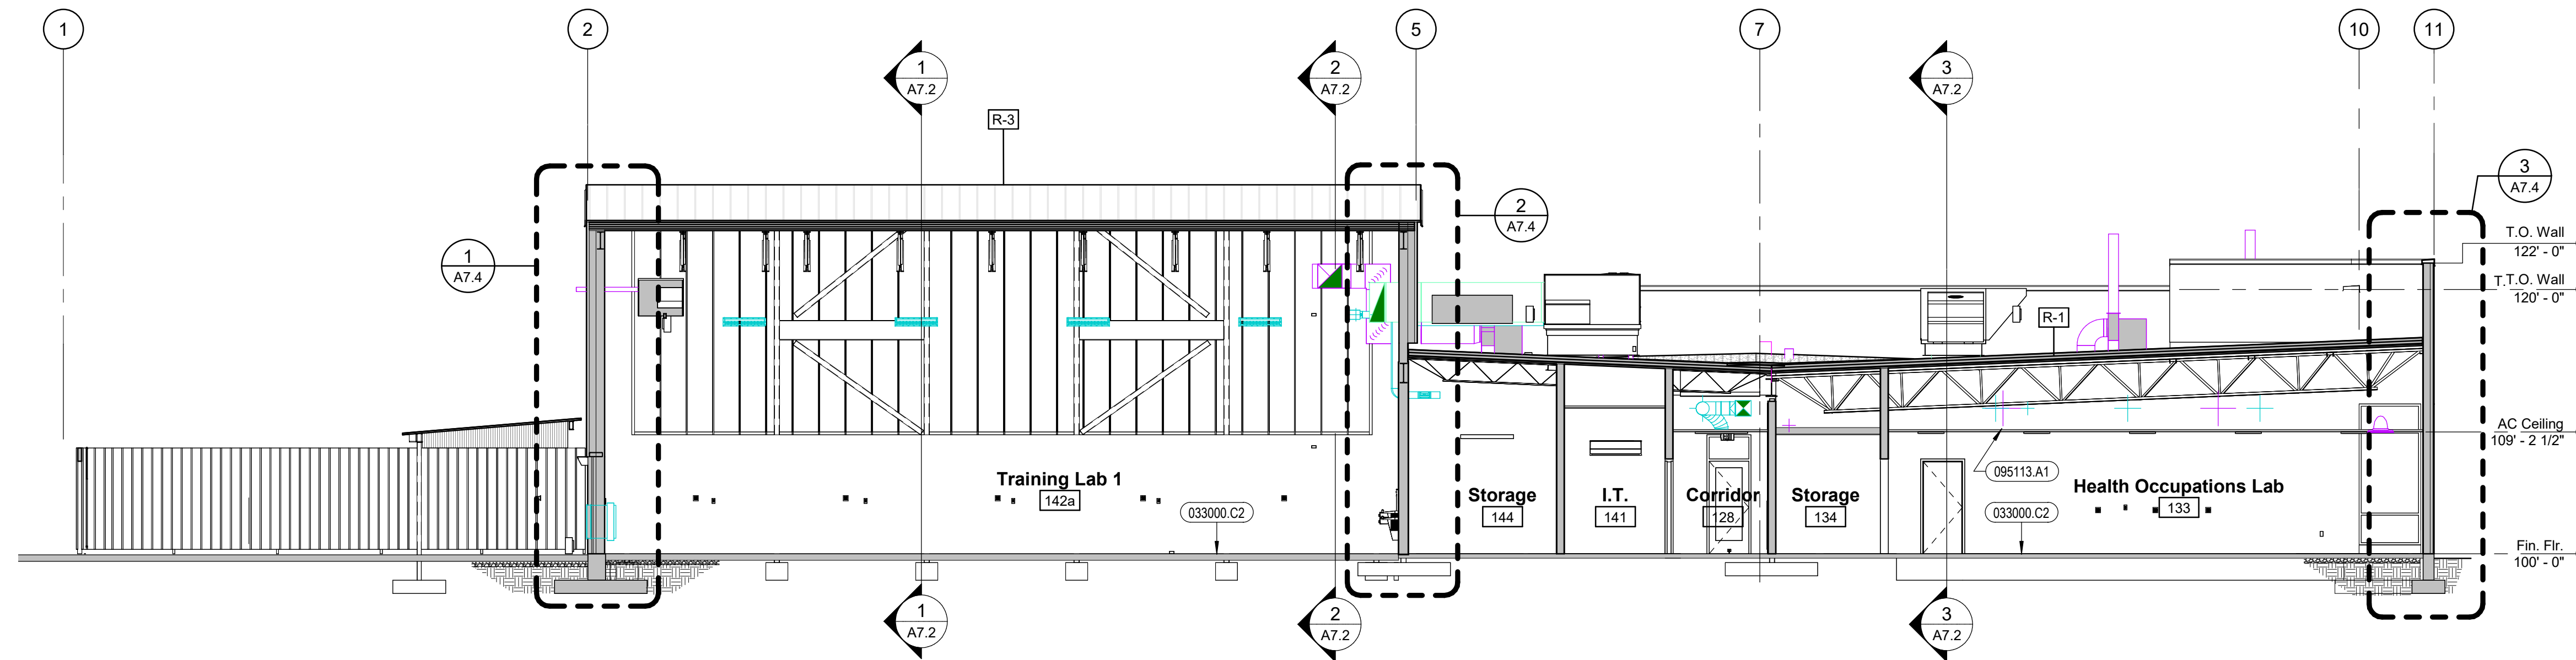 1
2
5
7
10
11
1
A7.2
2
A7.2
3
A7.2
R-3
3
A7.4
2
A7.4
1
A7.4
T.O. Wall
122' - 0"
T.T.O. Wall
120' - 0"
R-1
AC Ceiling
109' - 2 1/2"
095113.A1
Training Lab 1
142a
033000.C2
Storage
144
I.T.
141
Corridor
128
Storage
134
Health Occupations Lab
133
033000.C2
Fin. Flr.
100' - 0"
1
A7.2
2
A7.2
3
A7.2